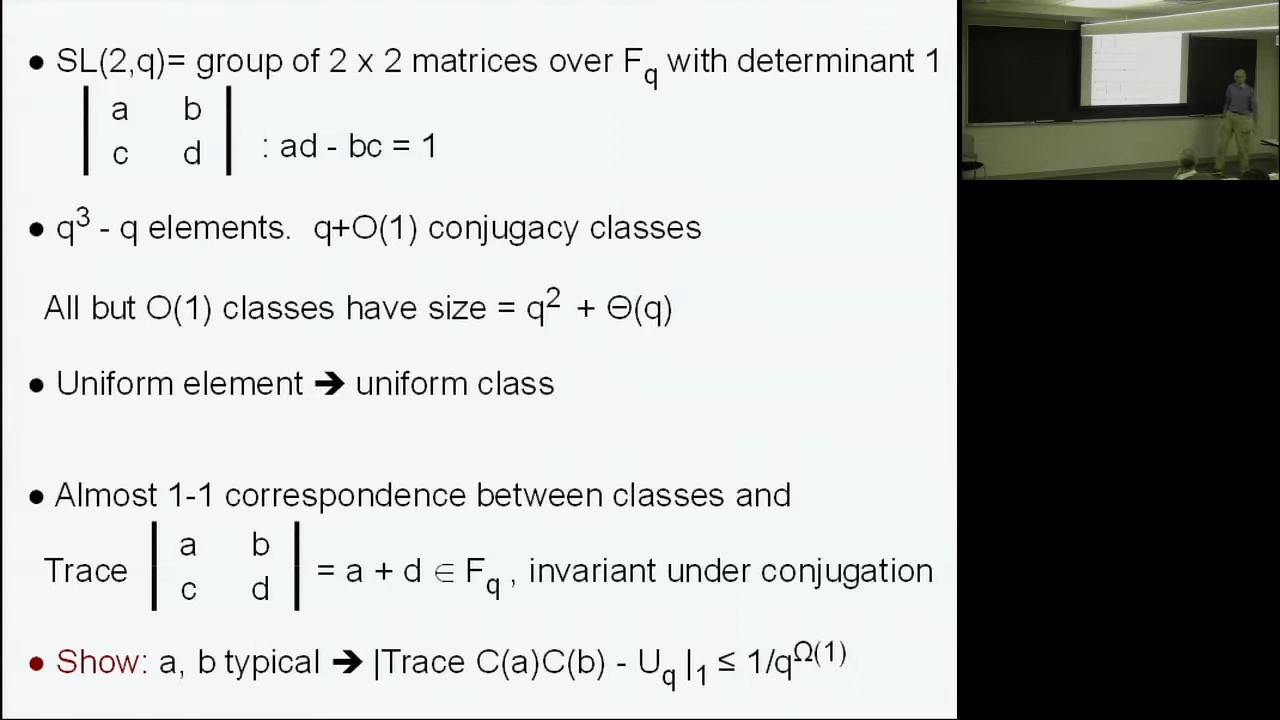 • SL(2,q)= group of 2 x 2 matrices over F_q with determinant 1
a b
c d : ad - bc = 1
• q³ - q elements. q+O(1) conjugacy classes
All but O(1) classes have size = q² + Θ(q)
• Uniform element ➔ uniform class
• Almost 1-1 correspondence between classes and
a b
Trace = a + d ∈ F_q , invariant under conjugation
c d
• Show: a, b typical ➔ |Trace C(a)C(b) - U_q |_1 ≤ 1/q^Ω(1)